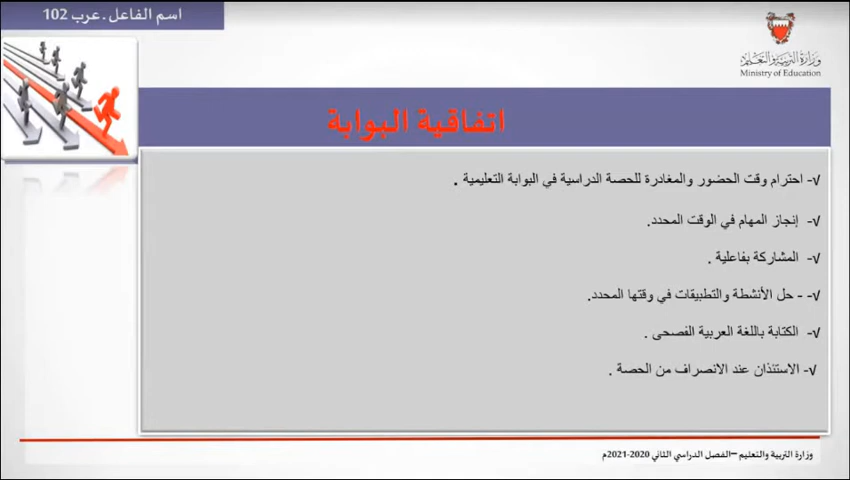 اسم الفاعل ـ عرب 102
وزارة التربية والتعليم
Ministry of Education
اتفاقية البوابة
√- احترام وقت الحضور والمغادرة للحصة الدراسية في البوابة التعليمية .
√- إنجاز المهام في الوقت المحدد.
√- المشاركة بفاعلية .
√- - حل الأنشطة والتطبيقات في وقتها المحدد.
√- الكتابة باللغة العربية الفصحى .
√- الاستئذان عند الانصراف من الحصة .
وزارة التربية والتعليم –الفصل الدراسي الثاني 2020-2021م